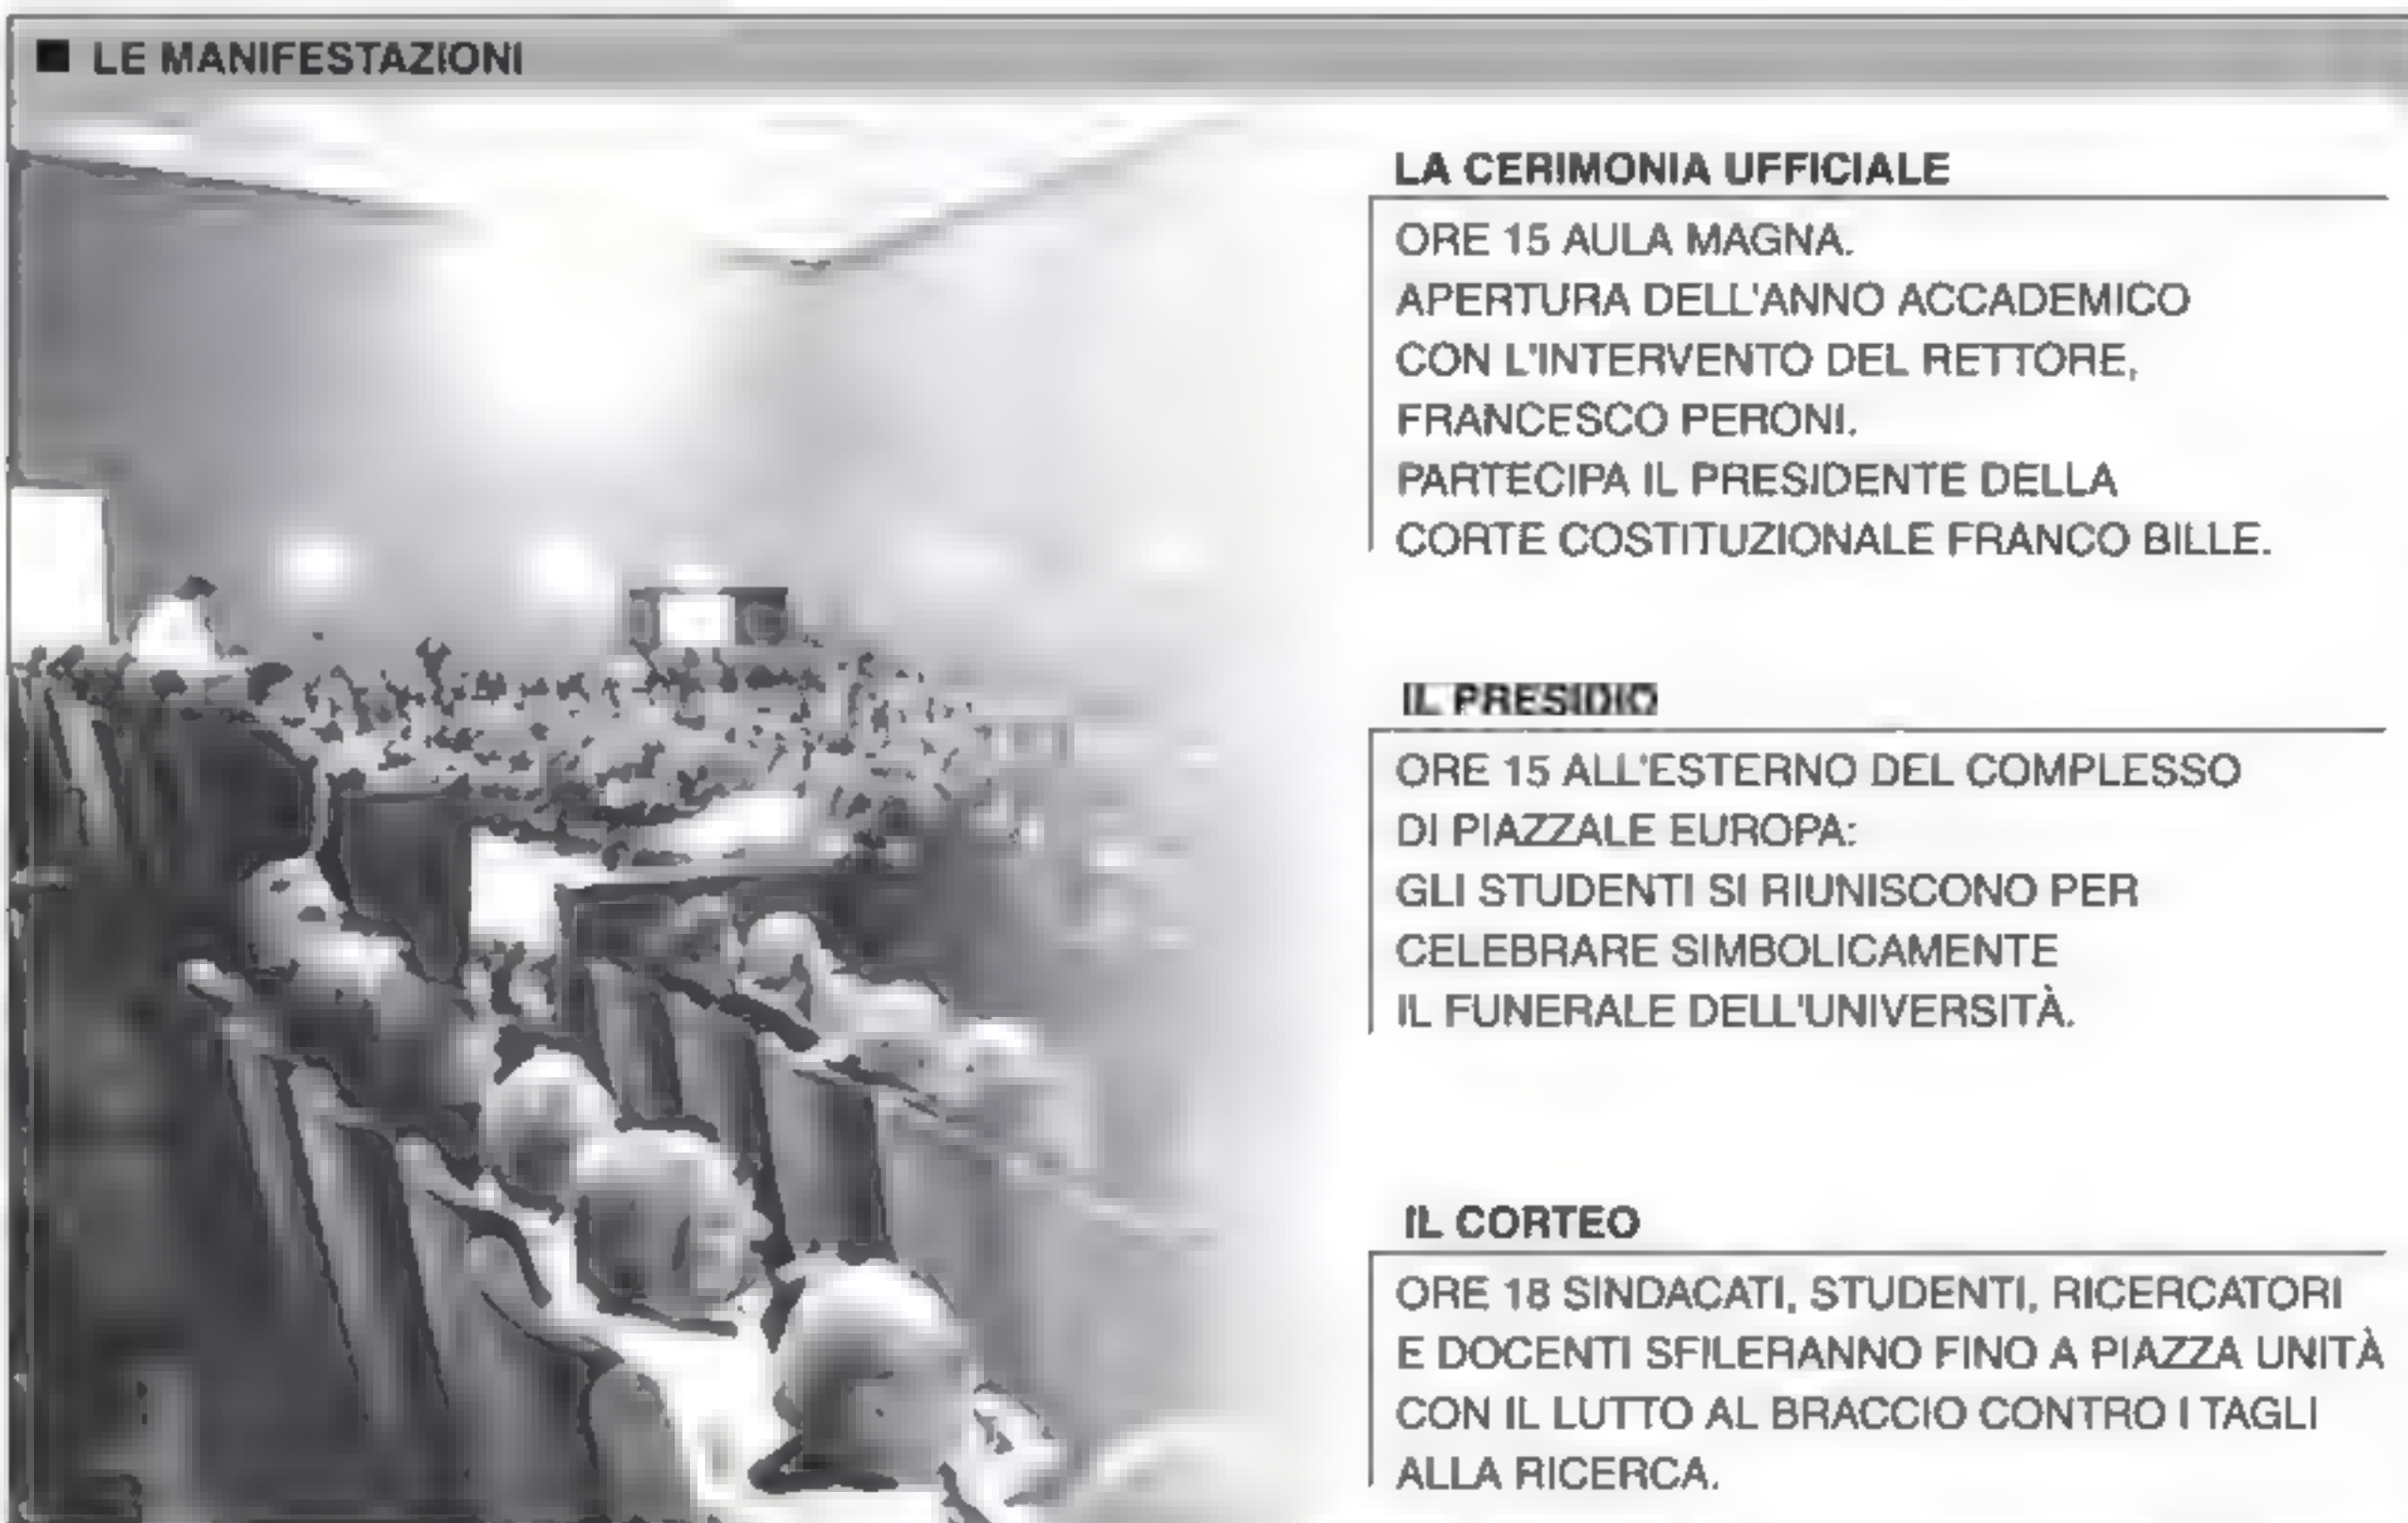 LE MANIFESTAZIONI
LA CERIMONIA UFFICIALE
ORE 15 AULA MAGNA.
APERTURA DELL'ANNO ACCADEMICO
CON L'INTERVENTO DEL RETTORE,
FRANCESCO PERONI.
PARTECIPA IL PRESIDENTE DELLA
CORTE COSTITUZIONALE FRANCO BILLE.
IL PRESIDIO
ORE 15 ALL'ESTERNO DEL COMPLESSO
DI PIAZZALE EUROPA:
GLI STUDENTI SI RIUNISCONO PER
CELEBRARE SIMBOLICAMENTE
IL FUNERALE DELL'UNIVERSITÀ.
IL CORTEO
ORE 18 SINDACATI, STUDENTI, RICERCATORI
E DOCENTI SFILERANNO FINO A PIAZZA UNITÀ
CON IL LUTTO AL BRACCIO CONTRO I TAGLI
ALLA RICERCA.